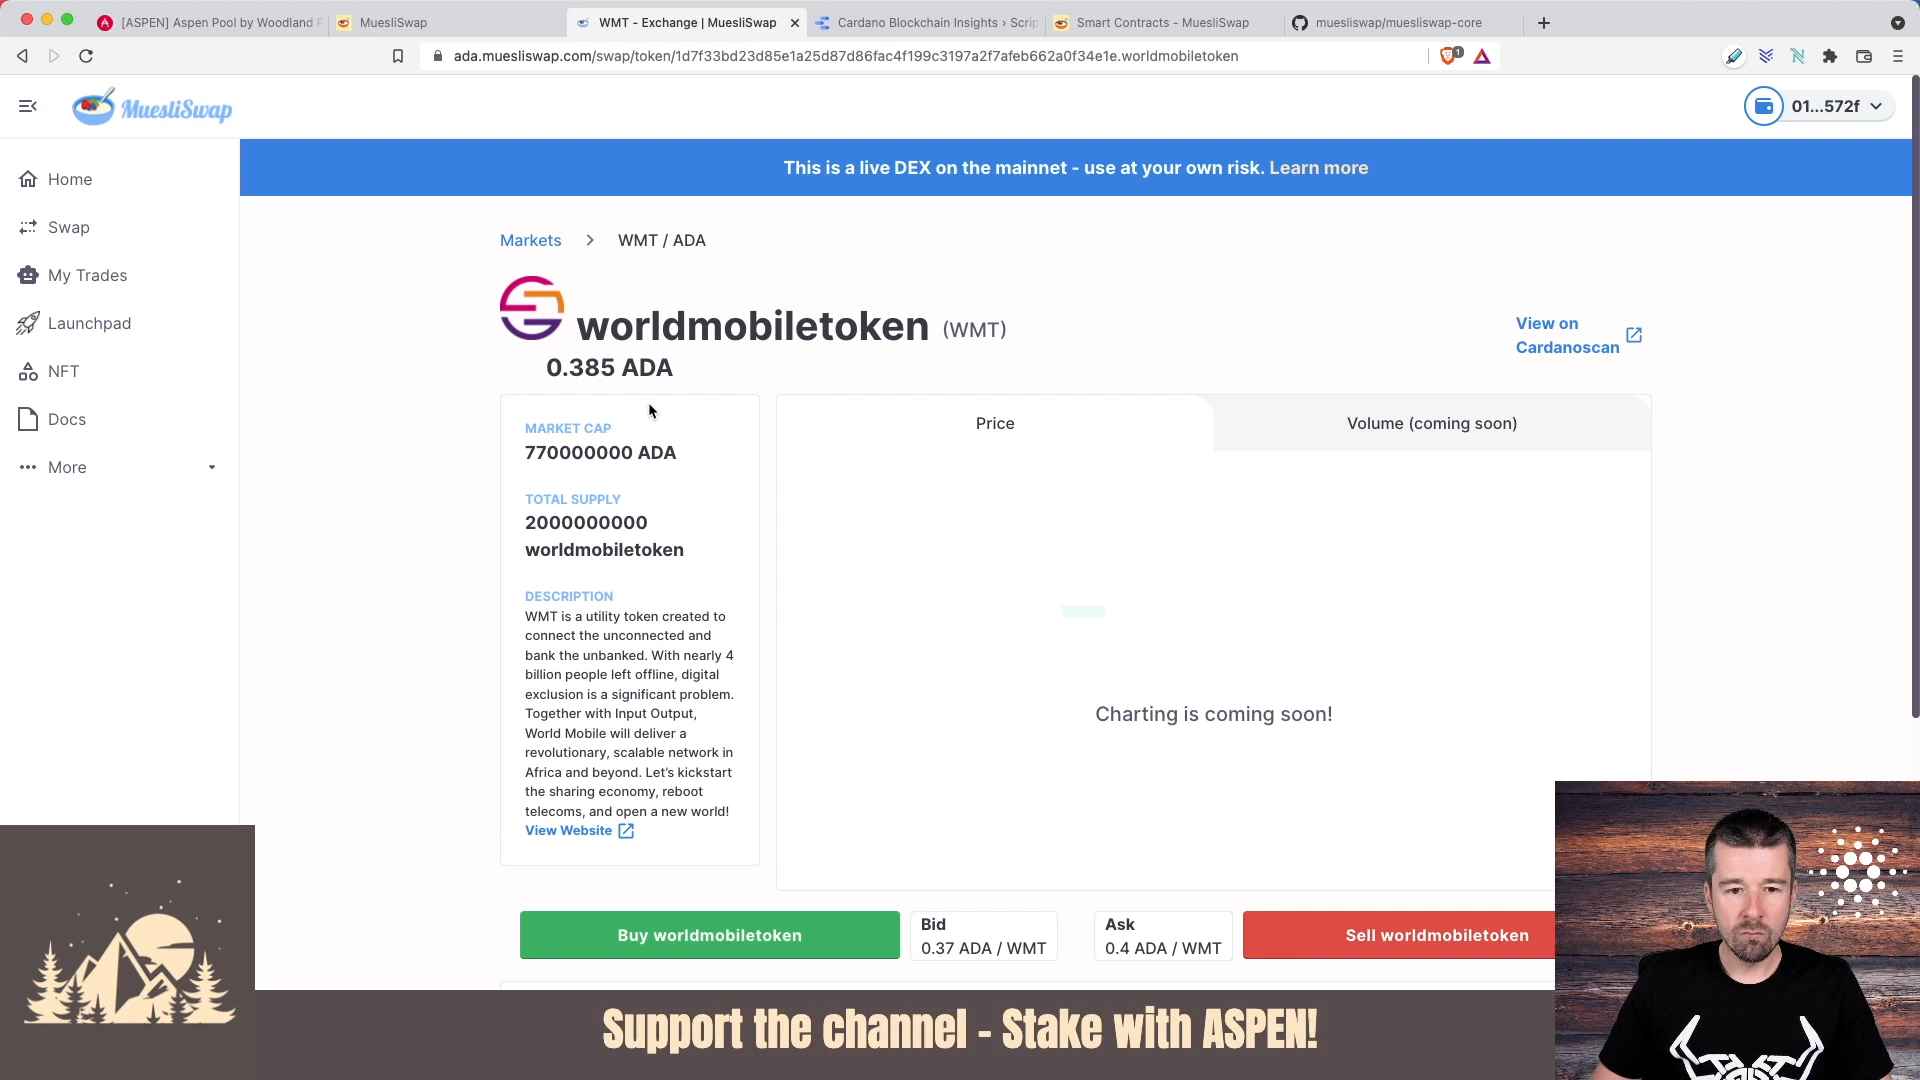 [ASPEN] Aspen Pool by Woodland P
MuesliSwap
WMT - Exchange | MuesliSwap
Cardano Blockchain Insights › Scrip
Smart Contracts - MuesliSwap
muesliswap/muesliswap-core
ada.muesliswap.com/swap/token/1d7f33bd23d85e1a25d87d86fac4f199c3197a2f7afeb662a0f34e1e.worldmobiletoken
1
MuesliSwap
01...572f
This is a live DEX on the mainnet - use at your own risk. Learn more
Home
Swap
My Trades
Launchpad
NFT
Docs
More
Markets > WMT / ADA
worldmobiletoken (WMT)
0.385 ADA
View on
Cardanoscan
MARKET CAP
770000000 ADA
TOTAL SUPPLY
2000000000
worldmobiletoken
DESCRIPTION
WMT is a utility token created to
connect the unconnected and
bank the unbanked. With nearly 4
billion people left offline, digital
exclusion is a significant problem.
Together with Input Output,
World Mobile will deliver a
revolutionary, scalable network in
Africa and beyond. Let's kickstart
the sharing economy, reboot
telecoms, and open a new world!
View Website
Price
Volume (coming soon)
Charting is coming soon!
Buy worldmobiletoken
Bid
0.37 ADA / WMT
Ask
0.4 ADA / WMT
Sell worldmobiletoken
Support the channel - Stake with ASPEN!